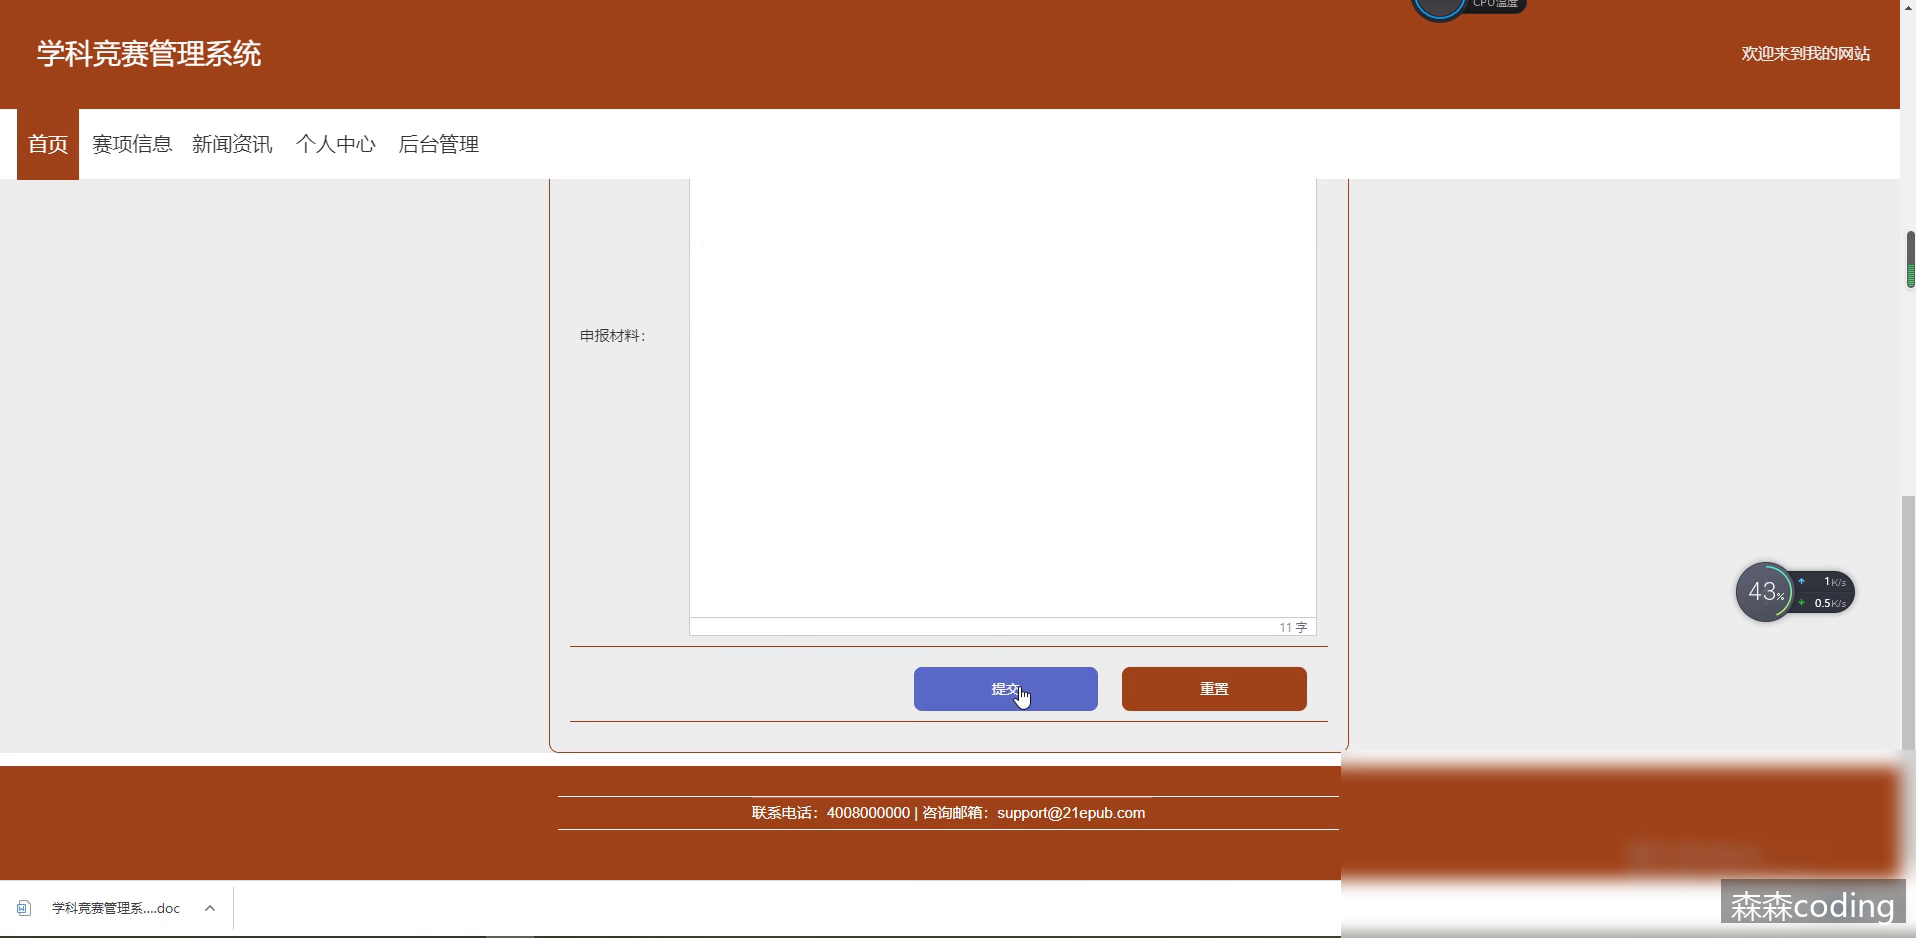 CPU温度
学科竞赛管理系统
欢迎来到我的网站
首页 赛项信息 新闻资讯 个人中心 后台管理
申报材料：
43%
1K/s
0.5K/s
11 字
提交 重置
联系电话：4008000000 | 咨询邮箱：support@21epub.com
学科竞赛管理系....doc
森森coding